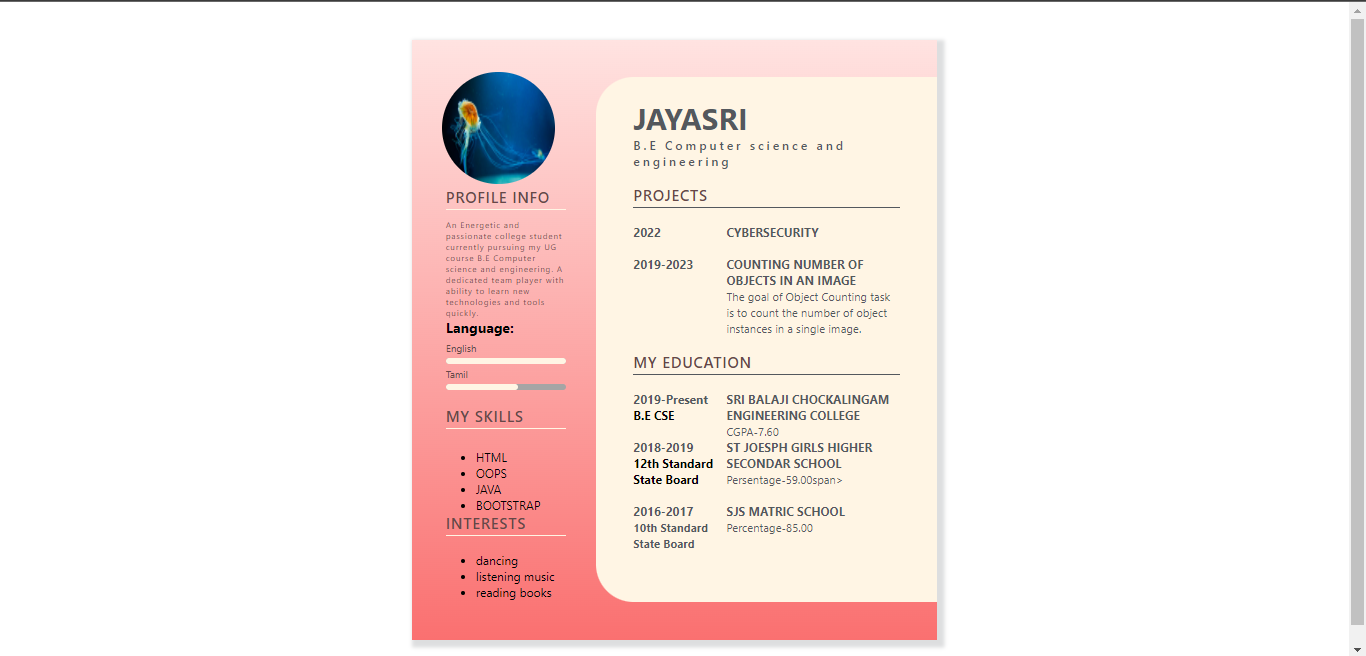 PROFILE INFO
An Energetic and
passionate college student
currently pursuing my UG
course B.E Computer
science and engineering. A
dedicated team player with
ability to learn new
technologies and tools
quickly.
Language:
English
Tamil
MY SKILLS
HTML
OOPS
JAVA
BOOTSTRAP
INTERESTS
dancing
listening music
reading books
JAYASRI
B.E Computer science and
engineering
PROJECTS
2022 CYBERSECURITY
2019-2023 COUNTING NUMBER OF
OBJECTS IN AN IMAGE
The goal of Object Counting task
is to count the number of object
instances in a single image.
MY EDUCATION
2019-Present SRI BALAJI CHOCKALINGAM
B.E CSE ENGINEERING COLLEGE
CGPA-7.60
2018-2019 ST JOESPH GIRLS HIGHER
12th Standard SECONDAR SCHOOL
State Board Persentage-59.00span>
2016-2017 SJS MATRIC SCHOOL
10th Standard Percentage-85.00
State Board